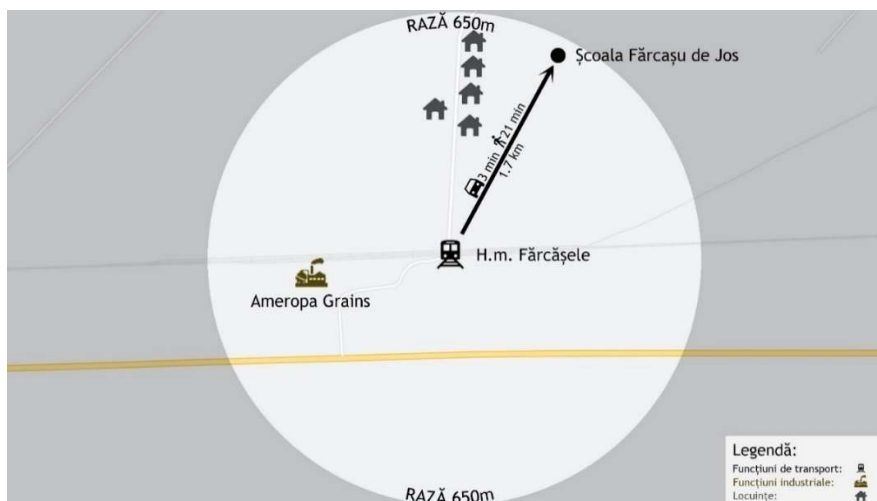 RAZĂ 650m
Școala Fărcașu de Jos
3 min 21 min
1.7 km
H.m. Fărcășele
Ameropa Grains
Legendă:
Funcțiuni de transport:
Funcțiuni industriale:
Locuințe:
RAZĂ 650m